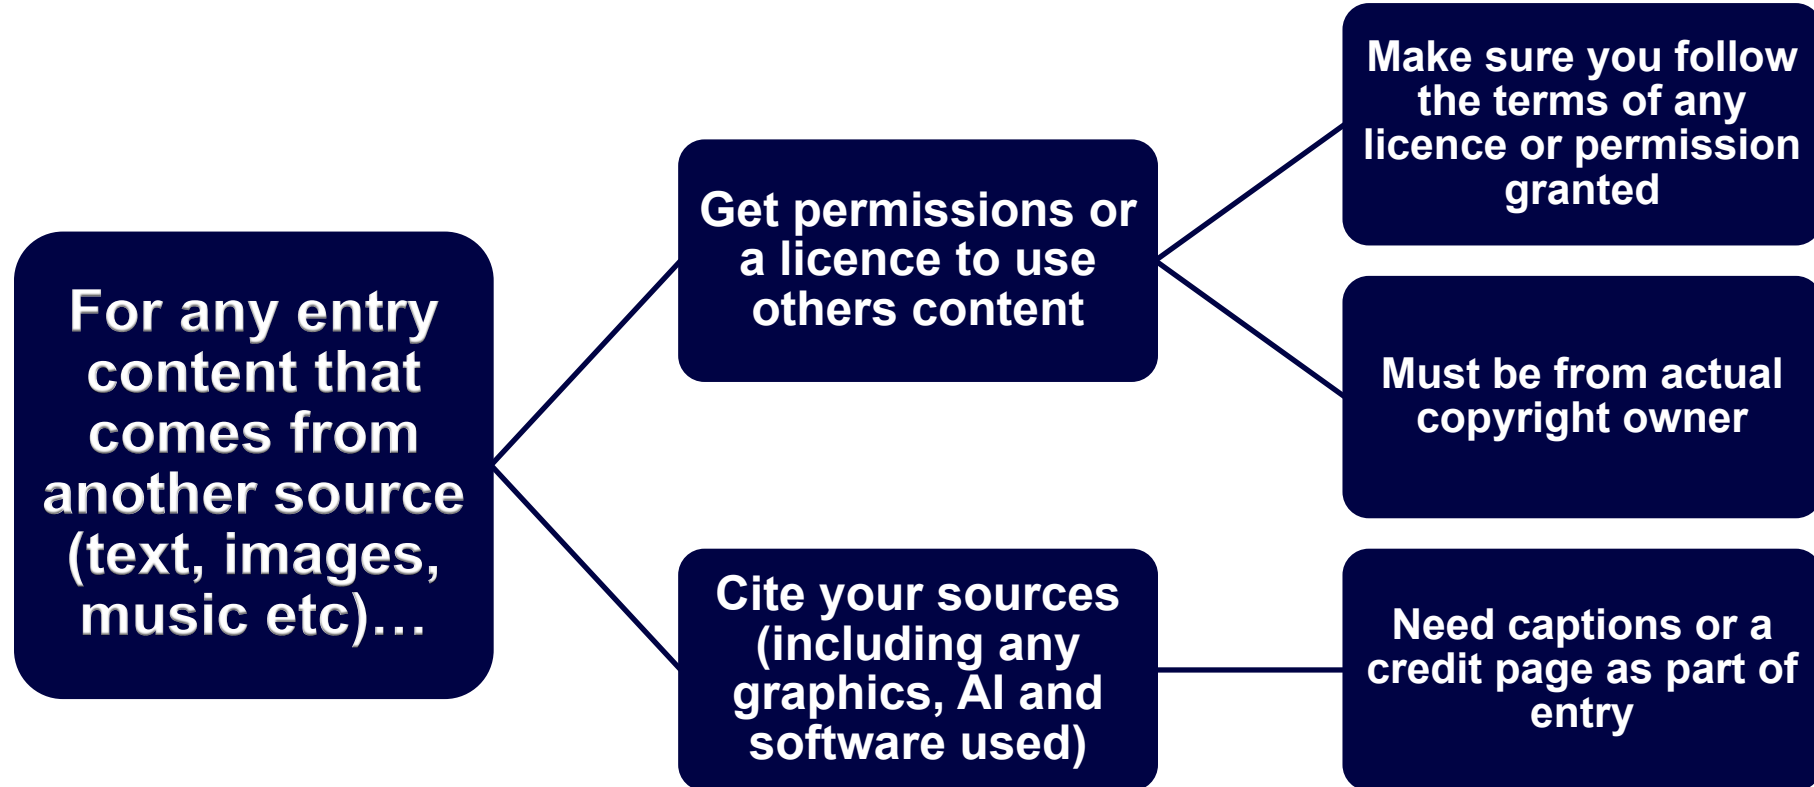 For any entry
content that
comes from
another source
(text, images,
music etc)...
Get permissions or
a licence to use
others content
Make sure you follow
the terms of any
licence or permission
granted
Must be from actual
copyright owner
Cite your sources
(including any
graphics, AI and
software used)
Need captions or a
credit page as part of
entry